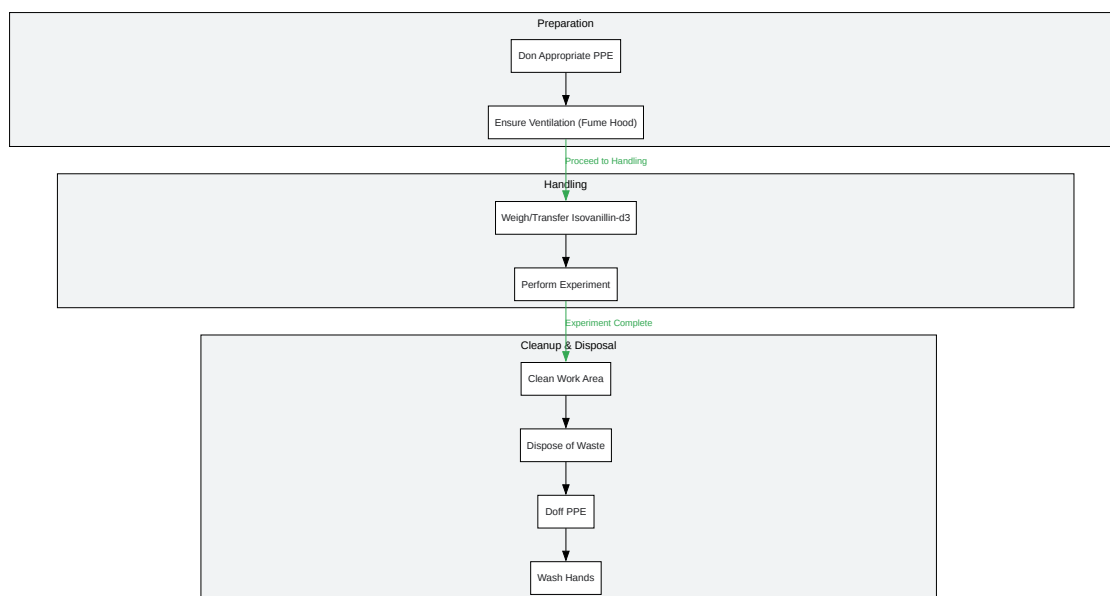 Preparation
Don Appropriate PPE
Ensure Ventilation (Fume Hood)
Proceed to Handling
Handling
Weigh/Transfer Isovanillin-d3
Perform Experiment
Experiment Complete
Cleanup & Disposal
Clean Work Area
Dispose of Waste
Doff PPE
Wash Hands